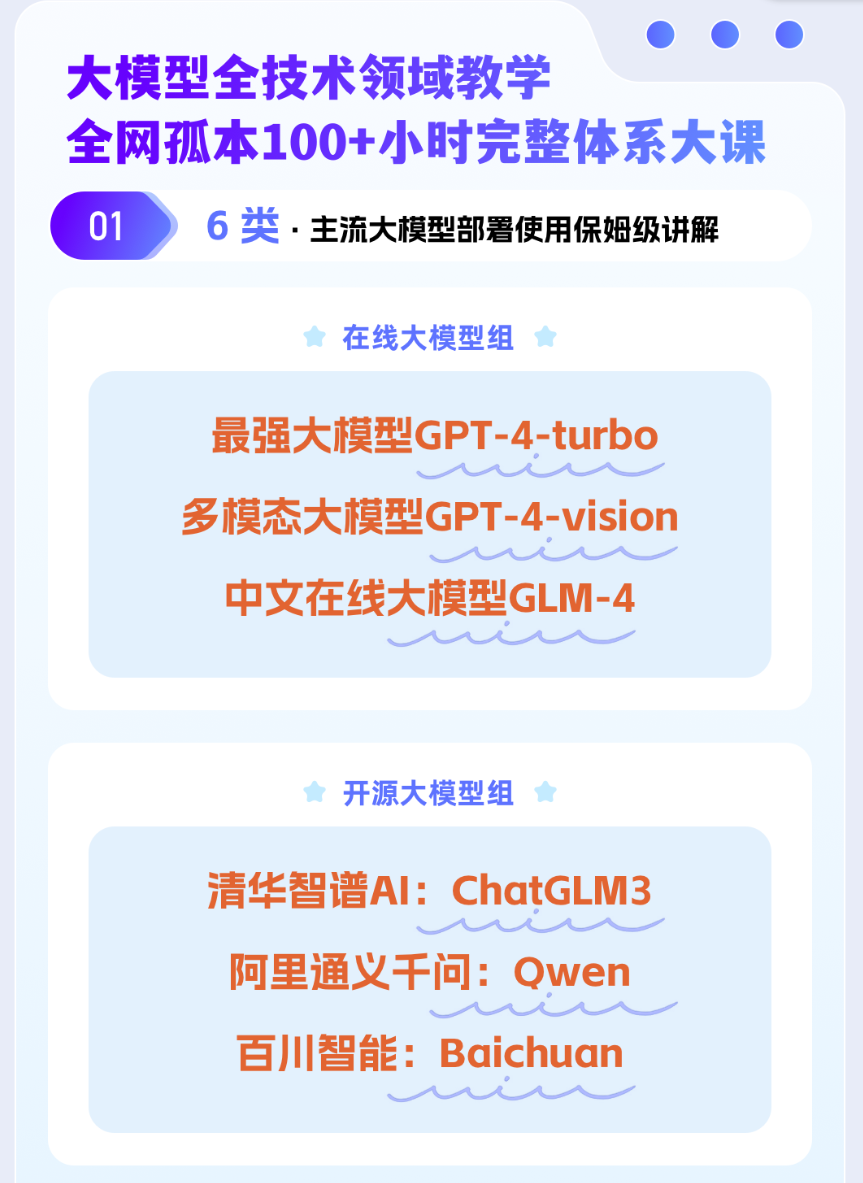 大模型全技术领域教学
全网孤本100+小时完整体系大课
01
6 类 · 主流大模型部署使用保姆级讲解
在线大模型组
最强大模型GPT-4-turbo
多模态大模型GPT-4-vision
中文在线大模型GLM-4
开源大模型组
清华智谱AI：ChatGLM3
阿里通义千问：Qwen
百川智能：Baichuan